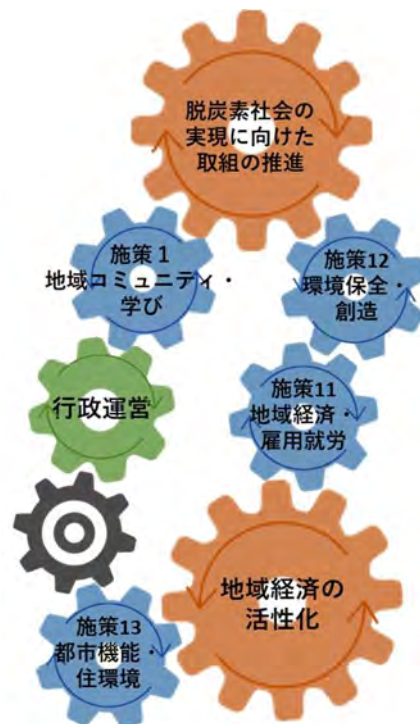 脱炭素社会の
実現に向けた
取組の推進
施策１
地域コミュニティ・
学び
施策12
環境保全・
創造
行政運営
施策11
地域経済・
雇用就労
地域経済の
活性化
施策13
都市機能・
住環境